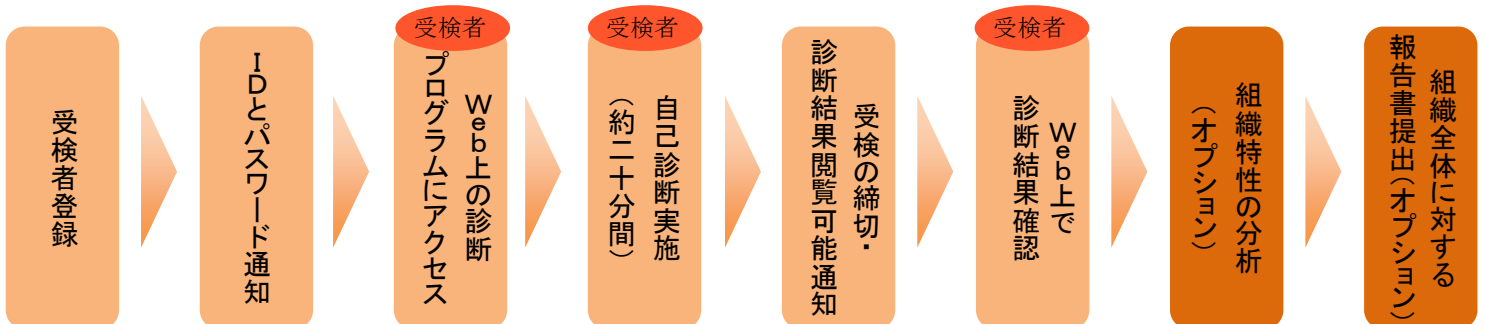 受検者登録
IDとパスワード通知
受検者
Web上の診断
プログラムにアクセス
受検者
自己診断実施
（約二十分間）
受検の締切・
診断結果閲覧可能通知
受検者
Web上で
診断結果確認
組織特性の分析
（オプション）
組織全体に対する
報告書提出（オプション）